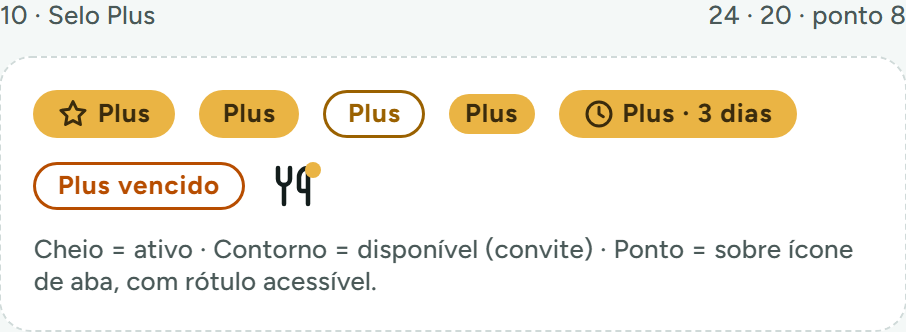 10 · Selo Plus
24 · 20 · ponto 8
Plus
Plus
Plus
Plus
Plus · 3 dias
Plus vencido
Cheio = ativo · Contorno = disponível (convite) · Ponto = sobre ícone
de aba, com rótulo acessível.